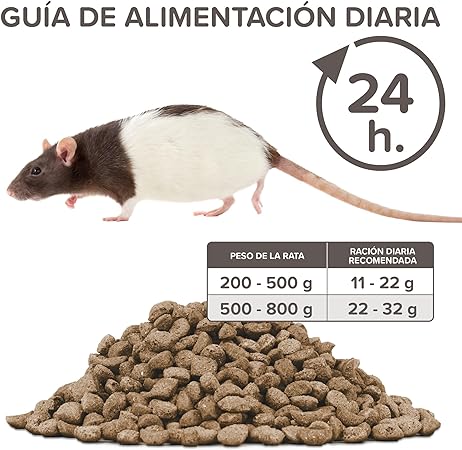 GUÍA DE ALIMENTACIÓN DIARIA
24
h.
PESO DE LA RATA
RACIÓN DIARIA
RECOMENDADA
200 - 500 g
11 - 22 g
500 - 800 g
22 - 32 g